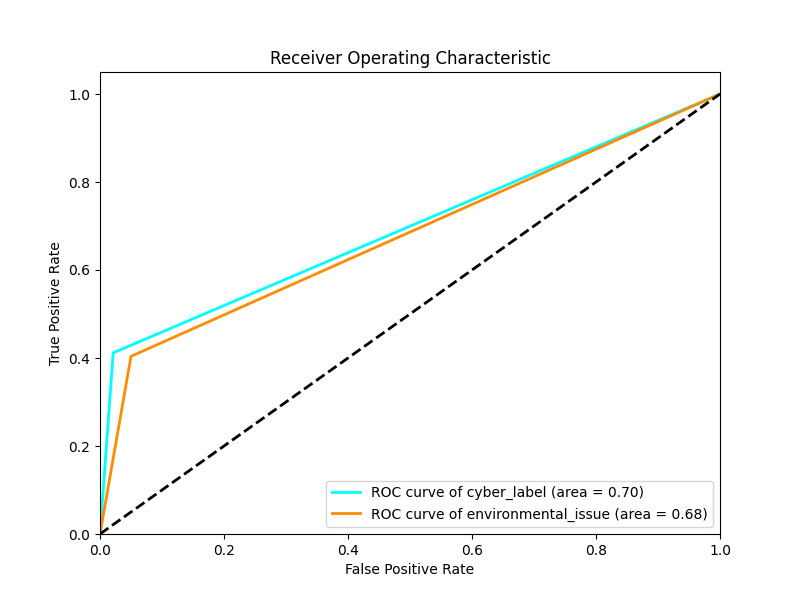 Receiver Operating Characteristic
True Positive Rate
1.0
0.8
0.6
0.4
0.2
0.0
ROC curve of cyber_label (area = 0.70)
ROC curve of environmental_issue (area = 0.68)
0.0 0.2 0.4 0.6 0.8 1.0
False Positive Rate